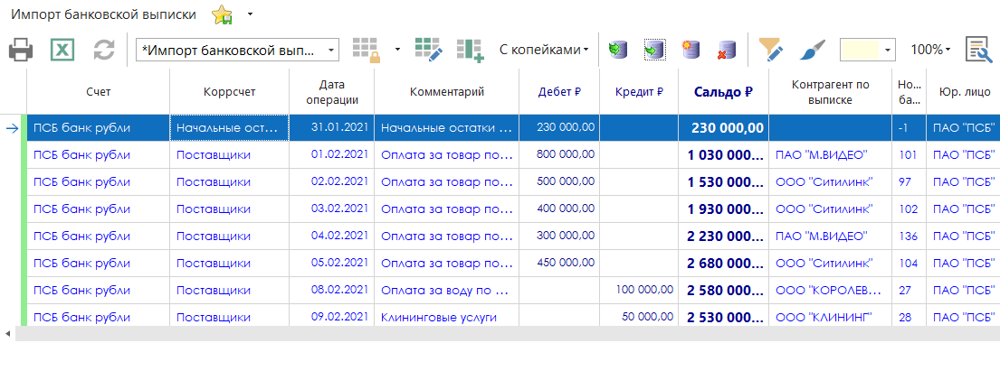 Импорт банковской выписки
*Импорт банковской вып... С копейками 100%
Счет Коррсчет Дата операции Комментарий Дебет ₽ Кредит ₽ Сальдо ₽ Контрагент по выписке Но... ба... Юр. лицо
ПСБ банк рубли Начальные ост... 31.01.2021 Начальные остатки ... 230 000,00 230 000,00 -1 ПАО "ПСБ"
ПСБ банк рубли Поставщики 01.02.2021 Оплата за товар по... 800 000,00 1 030 000... ПАО "М.ВИДЕО" 101 ПАО "ПСБ"
ПСБ банк рубли Поставщики 02.02.2021 Оплата за товар по... 500 000,00 1 530 000... ООО "Ситилинк" 97 ПАО "ПСБ"
ПСБ банк рубли Поставщики 03.02.2021 Оплата за товар по... 400 000,00 1 930 000... ООО "Ситилинк" 102 ПАО "ПСБ"
ПСБ банк рубли Поставщики 04.02.2021 Оплата за товар по... 300 000,00 2 230 000... ПАО "М.ВИДЕО" 136 ПАО "ПСБ"
ПСБ банк рубли Поставщики 05.02.2021 Оплата за товар по... 450 000,00 2 680 000... ООО "Ситилинк" 104 ПАО "ПСБ"
ПСБ банк рубли Поставщики 08.02.2021 Оплата за воду по ... 100 000,00 2 580 000... ООО "КОРОЛЕВ... 27 ПАО "ПСБ"
ПСБ банк рубли Поставщики 09.02.2021 Клининговые услуги 50 000,00 2 530 000... ООО "КЛИНИНГ" 28 ПАО "ПСБ"